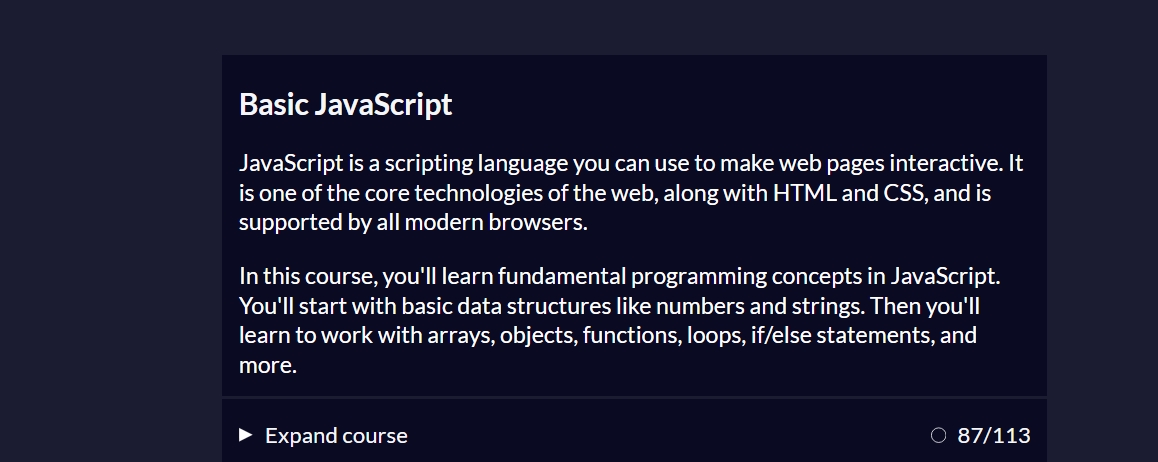 Basic JavaScript
JavaScript is a scripting language you can use to make web pages interactive. It
is one of the core technologies of the web, along with HTML and CSS, and is
supported by all modern browsers.
In this course, you'll learn fundamental programming concepts in JavaScript.
You'll start with basic data structures like numbers and strings. Then you'll
learn to work with arrays, objects, functions, loops, if/else statements, and
more.
Expand course
87/113